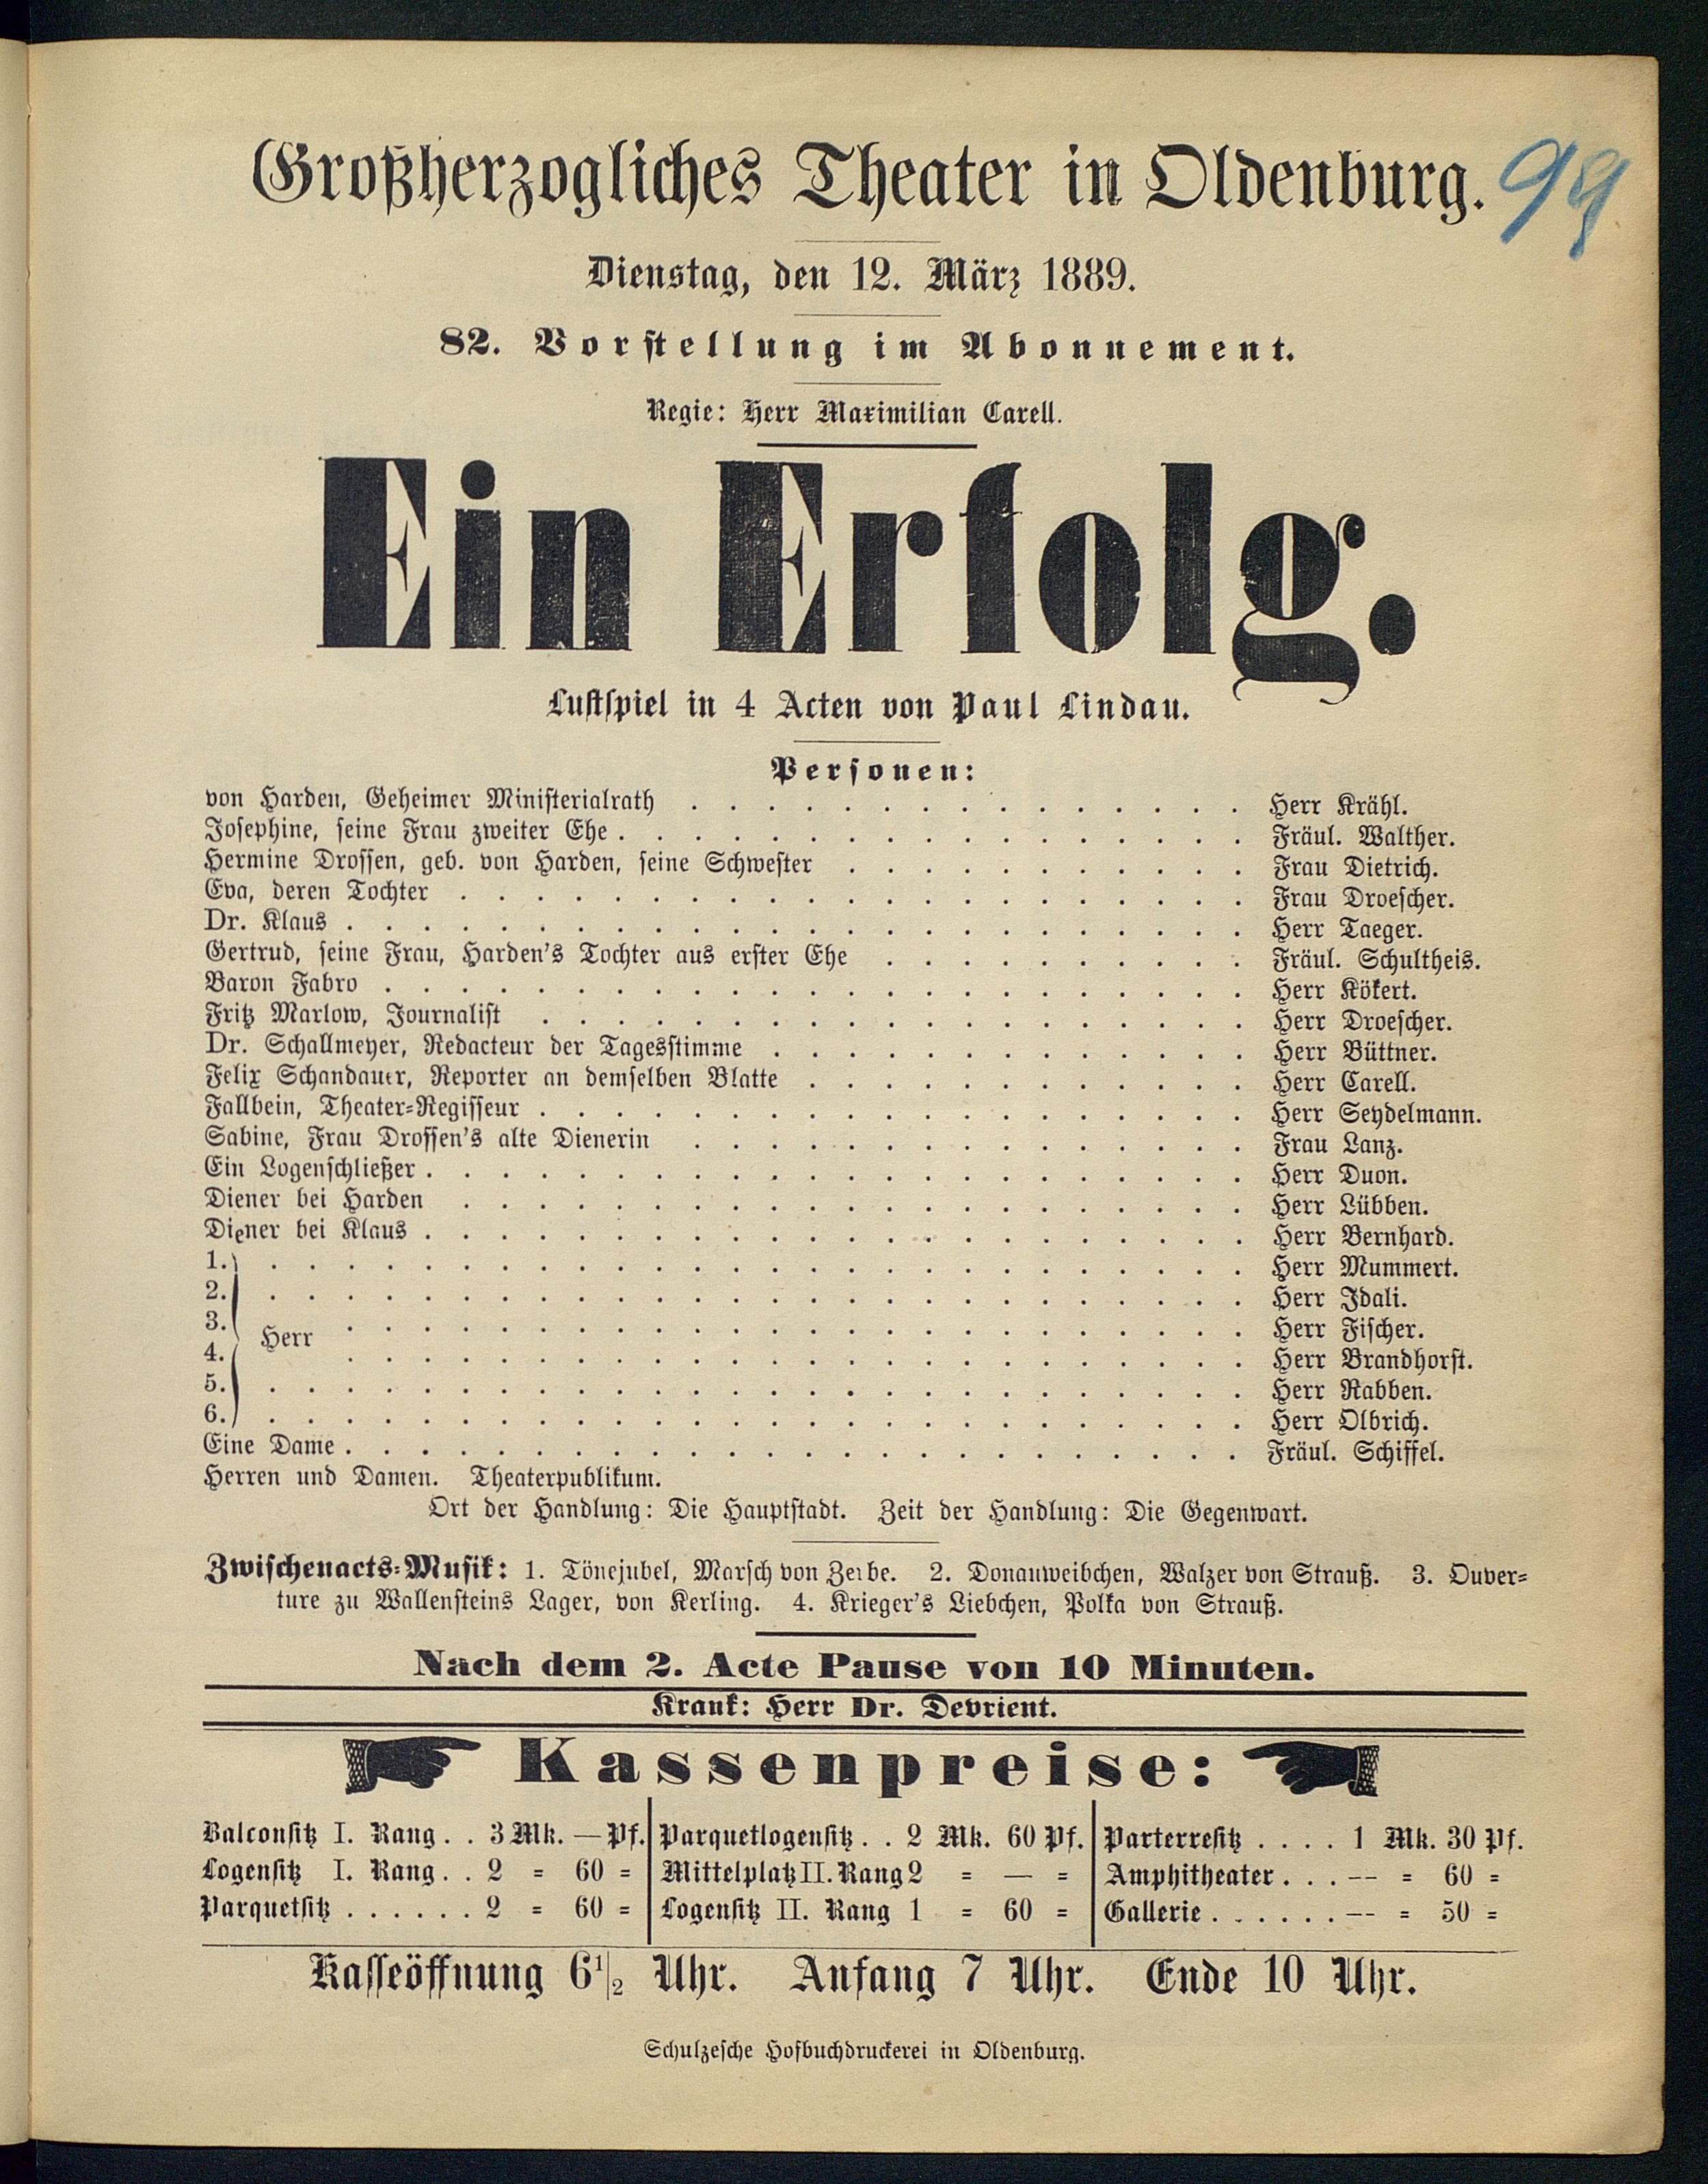 Großherzogliches Theater in Oldenburg. 99
Dienstag, den 12. März 1889.
82. Vorstellung im Abonnement.
Regie: Herr Maximilian Carell.
Ein Erfolg.
Lustspiel in 4 Acten von Paul Lindau.
Personen:
von Harden, Geheimer Ministerialrath . . . . . . . . . . . . . . . Herr Krähl.
Josephine, seine Frau zweiter Ehe . . . . . . . . . . . . . . . . . Fräul. Walther.
Hermine Drossen, geb. von Harden, seine Schwester . . . . . . . . . . . Frau Dietrich.
Eva, deren Tochter . . . . . . . . . . . . . . . . . . . . . Frau Droescher.
Dr. Klaus . . . . . . . . . . . . . . . . . . . . . . . . Herr Taeger.
Gertrud, seine Frau, Harden's Tochter aus erster Ehe . . . . . . . . . . Fräul. Schultheis.
Baron Fabro . . . . . . . . . . . . . . . . . . . . . . . Herr Kökert.
Fritz Marlow, Journalist . . . . . . . . . . . . . . . . . . . Herr Droescher.
Dr. Schallmeyer, Redacteur der Tagesstimme . . . . . . . . . . . . . Herr Büttner.
Felix Schandauer, Reporter an demselben Blatte . . . . . . . . . . . . Herr Carell.
Fallbein, Theater-Regisseur . . . . . . . . . . . . . . . . . . . Herr Seydelmann.
Sabine, Frau Drossen's alte Dienerin . . . . . . . . . . . . . . . Frau Lanz.
Ein Logenschließer . . . . . . . . . . . . . . . . . . . . . . Herr Duon.
Diener bei Harden . . . . . . . . . . . . . . . . . . . . . Herr Lübben.
Diener bei Klaus . . . . . . . . . . . . . . . . . . . . . . Herr Bernhard.
1. . . . . . . . . . . . . . . . . . . . . . . . . . . Herr Mummert.
2. . . . . . . . . . . . . . . . . . . . . . . . . . . Herr Idali.
3. . . . . . . . . . . . . . . . . . . . . . . . . Herr Fischer.
Herr
4. . . . . . . . . . . . . . . . . . . . . . . . . Herr Brandhorst.
5. . . . . . . . . . . . . . . . . . . . . . . . . . . Herr Rabben.
6. . . . . . . . . . . . . . . . . . . . . . . . . . . Herr Olbrich.
Eine Dame . . . . . . . . . . . . . . . . . . . . . . . . Fräul. Schiffel.
Herren und Damen. Theaterpublikum.
Ort der Handlung: Die Hauptstadt. Zeit der Handlung: Die Gegenwart.
Zwischenacts-Musik: 1. Tönejubel, Marsch von Zerbe. 2. Donauweibchen, Walzer von Strauß. 3. Ouver-
ture zu Wallensteins Lager, von Kerling. 4. Krieger's Liebchen, Polka von Strauß.
Nach dem 2. Acte Pause von 10 Minuten.
Krank: Herr Dr. Devrient.
Kassenpreise:
Balconsitz I. Rang . . 3 Mk. — Pf. Parquetlogensitz . . 2 Mk. 60 Pf. Parterresitz . . . . 1 Mk. 30 Pf.
Logensitz I. Rang . . 2 = 60 = Mittelplatz II. Rang 2 = — = Amphitheater . . . -- = 60 =
Parquetsitz . . . . . . 2 = 60 = Logensitz II. Rang 1 = 60 = Gallerie . . . . . . -- = 50 =
Kasseöffnung 6 1/2 Uhr. Anfang 7 Uhr. Ende 10 Uhr.
Schulzesche Hofbuchdruckerei in Oldenburg.